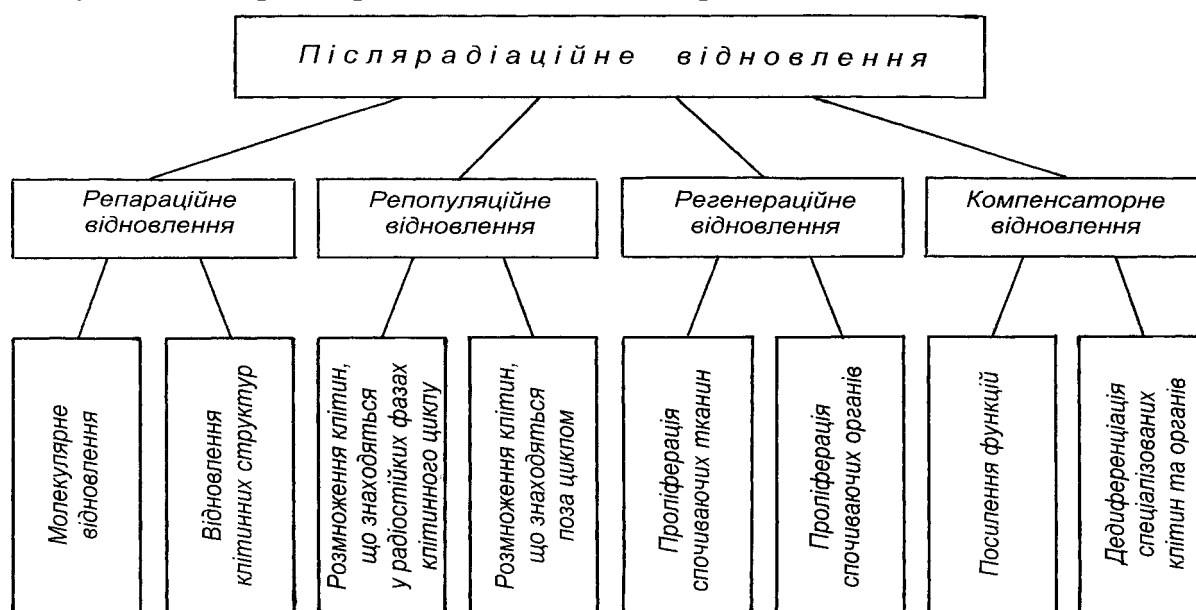 Післярадіаційне відновлення
Репараційне
відновлення
Репопуляційне
відновлення
Регенераційне
відновлення
Компенсаторне
відновлення
Молекулярне
відновлення
Відновлення
клітинних структур
Розмноження клітин,
що знаходяться
у радіостійких фазах
клітинного циклу
Розмноження клітин,
що знаходяться
поза циклом
Проліферація
спочиваючих тканин
Проліферація
спочиваючих органів
Посилення функцій
Дедиференціація
спеціалізованих
клітин та органів